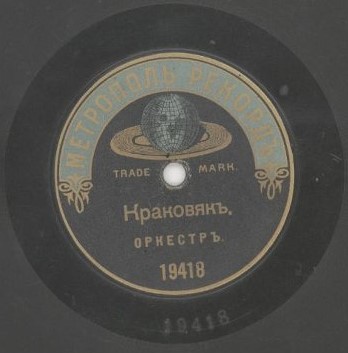 МЕТРОПОЛЬ РЕКОРДЪ
TRADE MARK.
Краковякъ.
ОРКЕСТРЪ.
19418
19418